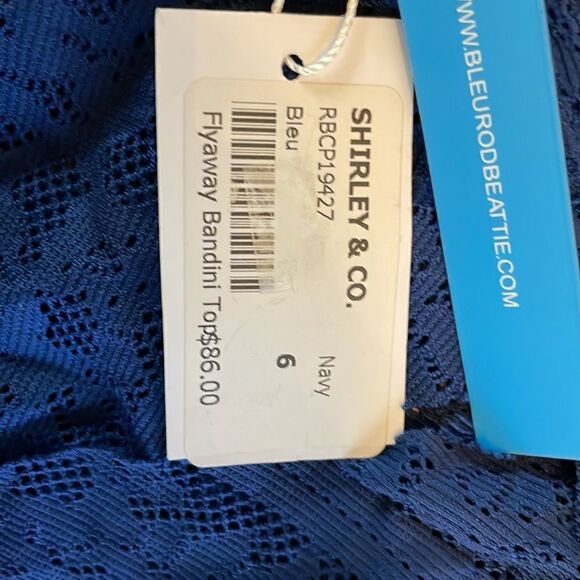 SHIRLEY & CO.
RBCP19427 Navy
Bleu 6
Flyaway Bandini Top$86.00
WWW.BLEURODBEATTIE.COM